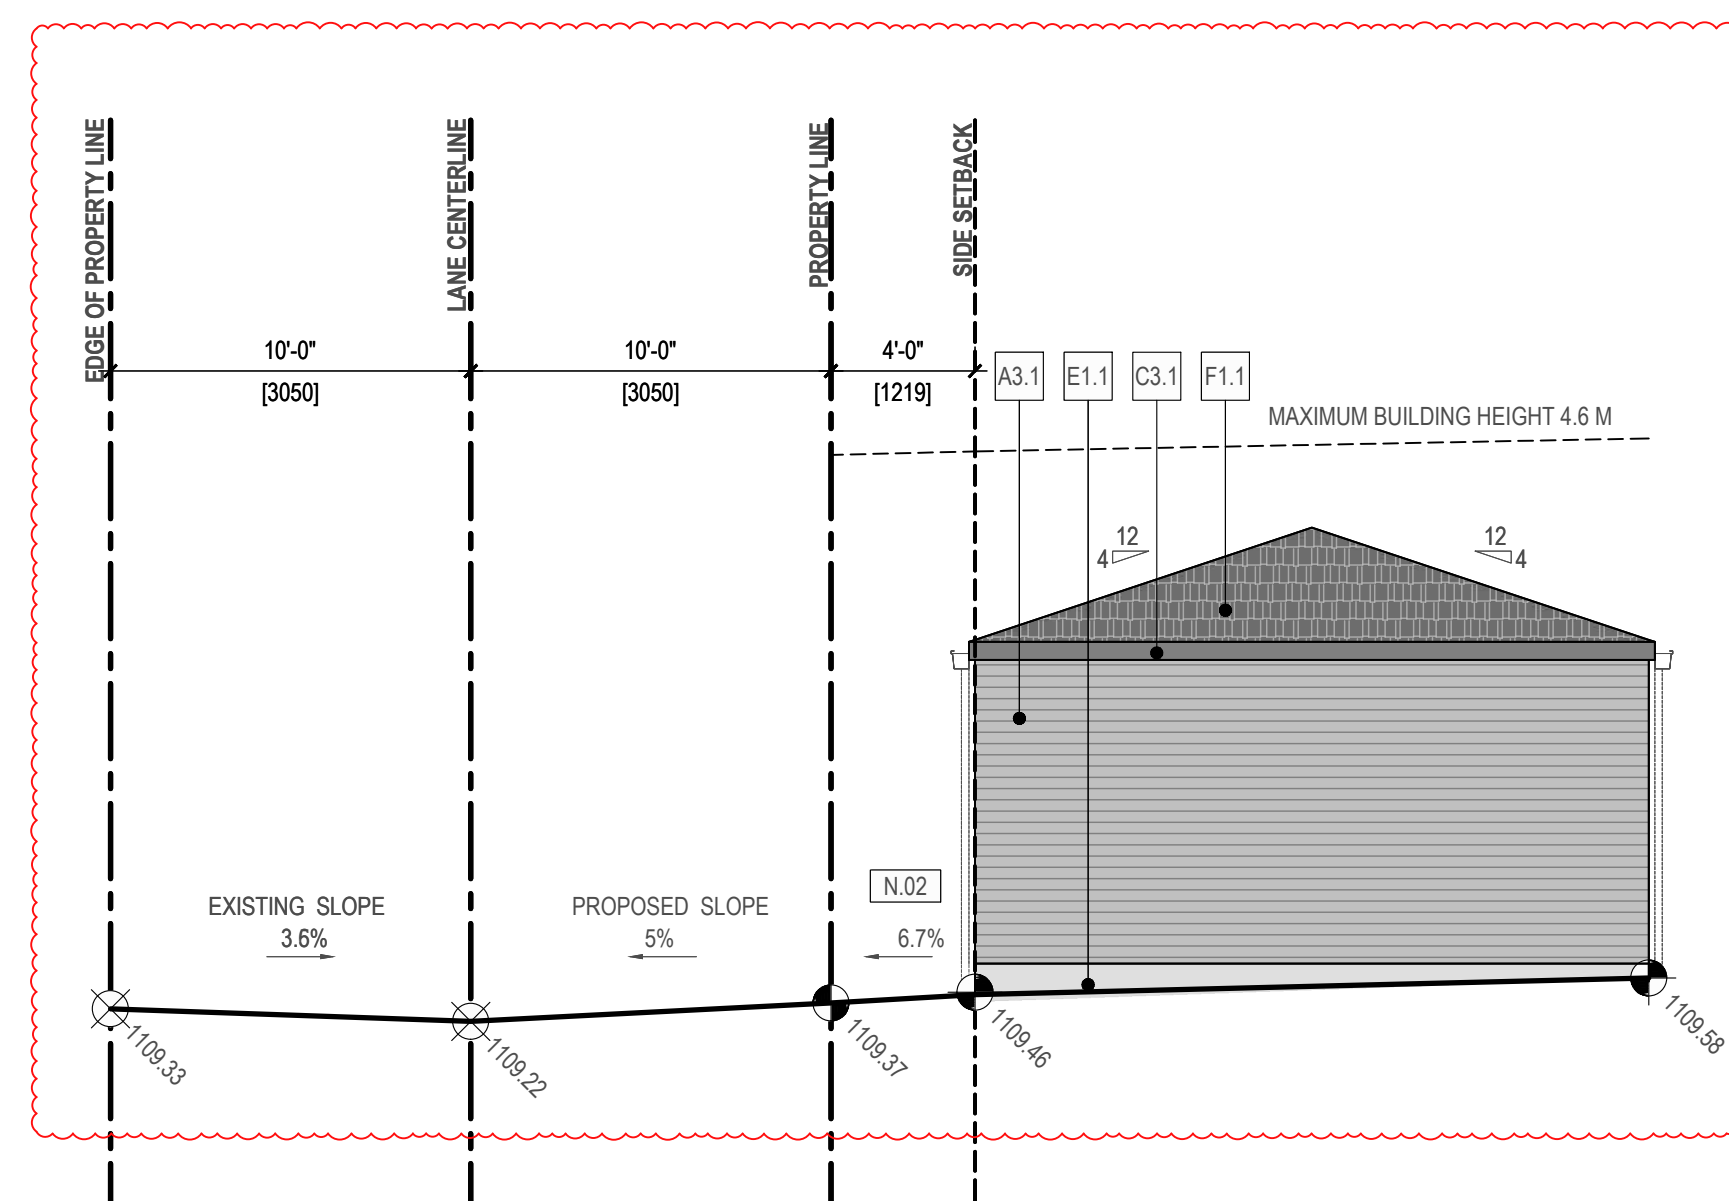 EDGE OF PROPERTY LINE
LANE CENTERLINE
PROPERTY LINE
SIDE SETBACK
10'-0"
[3050]
10'-0"
[3050]
4'-0"
[1219]
A3.1
E1.1
C3.1
F1.1
MAXIMUM BUILDING HEIGHT 4.6 M
12
4
12
4
N.02
EXISTING SLOPE
3.6%
PROPOSED SLOPE
5%
6.7%
1109.33
1109.22
1109.37
1109.46
1109.58